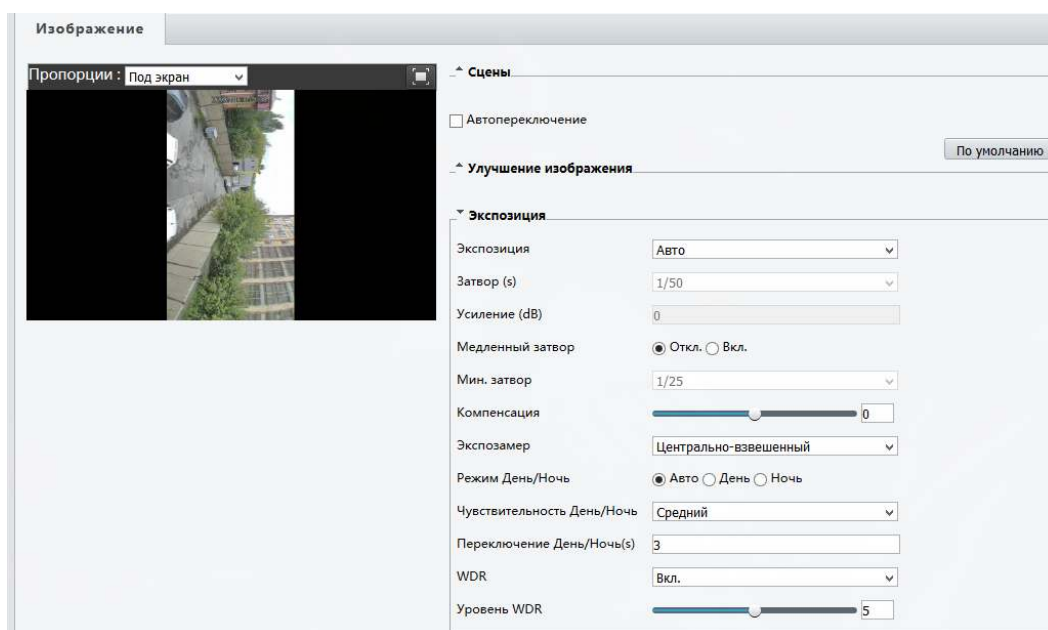 Изображение
Пропорции : Под экран
Сцены
Автопереключение
По умолчанию
Улучшение изображения
Экспозиция
Экспозиция Авто
Затвор (s) 1/50
Усиление (dB) 0
Медленный затвор Откл. Вкл.
Мин. затвор 1/25
Компенсация 0
Экспозамер Центрально-взвешенный
Режим День/Ночь Авто День Ночь
Чувствительность День/Ночь Средний
Переключение День/Ночь(s) 3
WDR Вкл.
Уровень WDR 5